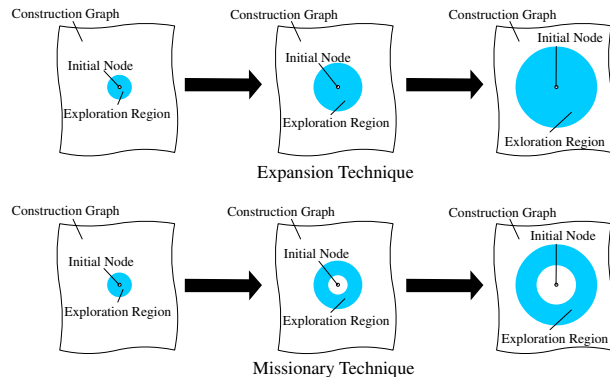 Construction Graph
Initial Node
Exploration Region
Construction Graph
Initial Node
Exploration Region
Construction Graph
Initial Node
Exloration Region
Expansion Technique
Construction Graph
Initial Node
Exploration Region
Construction Graph
Initial Node
Exploration Region
Construction Graph
Initial Node
Exploration Region
Missionary Technique